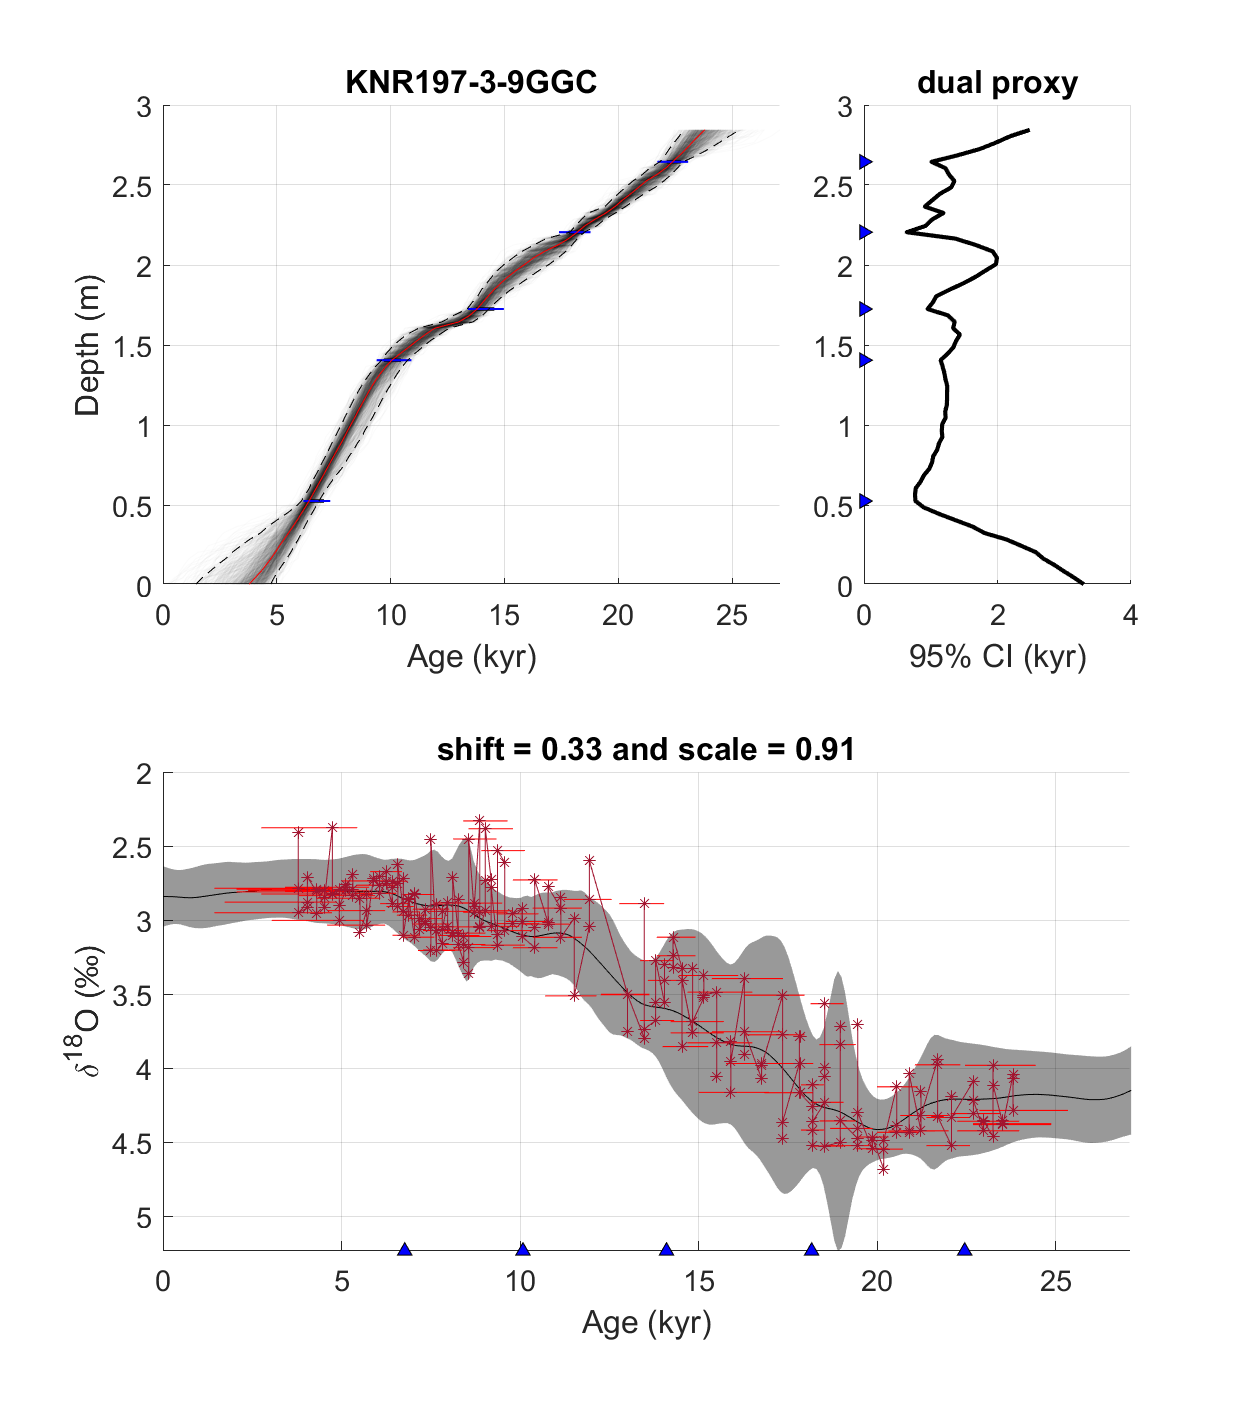 KNR197-3-9GGC
dual proxy
3
2.5
2
1.5
1
0.5
0
Depth (m)
0 5 10 15 20 25
Age (kyr)
3
2.5
2
1.5
1
0.5
0
0 2 4
95% CI (kyr)
shift = 0.33 and scale = 0.91
2
2.5
3
3.5
4
4.5
5
δ18O (‰)
0 5 10 15 20 25
Age (kyr)